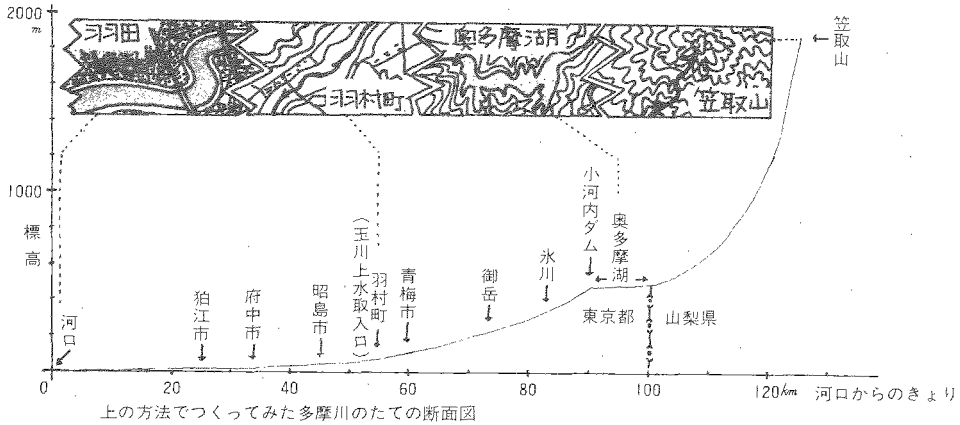 2000
m
羽田
羽村町
奥多摩湖
笠取山
笠取山
1000
標高
河口
狛江市
府中市
昭島市
(玉川上水取入口)
羽村町
青梅市
御岳
氷川
小河内ダム
奥多摩湖
東京都
山梨県
0
20
40
60
80
100
120km
河口からのきょり
上の方法でつくってみた多摩川のたての断面図